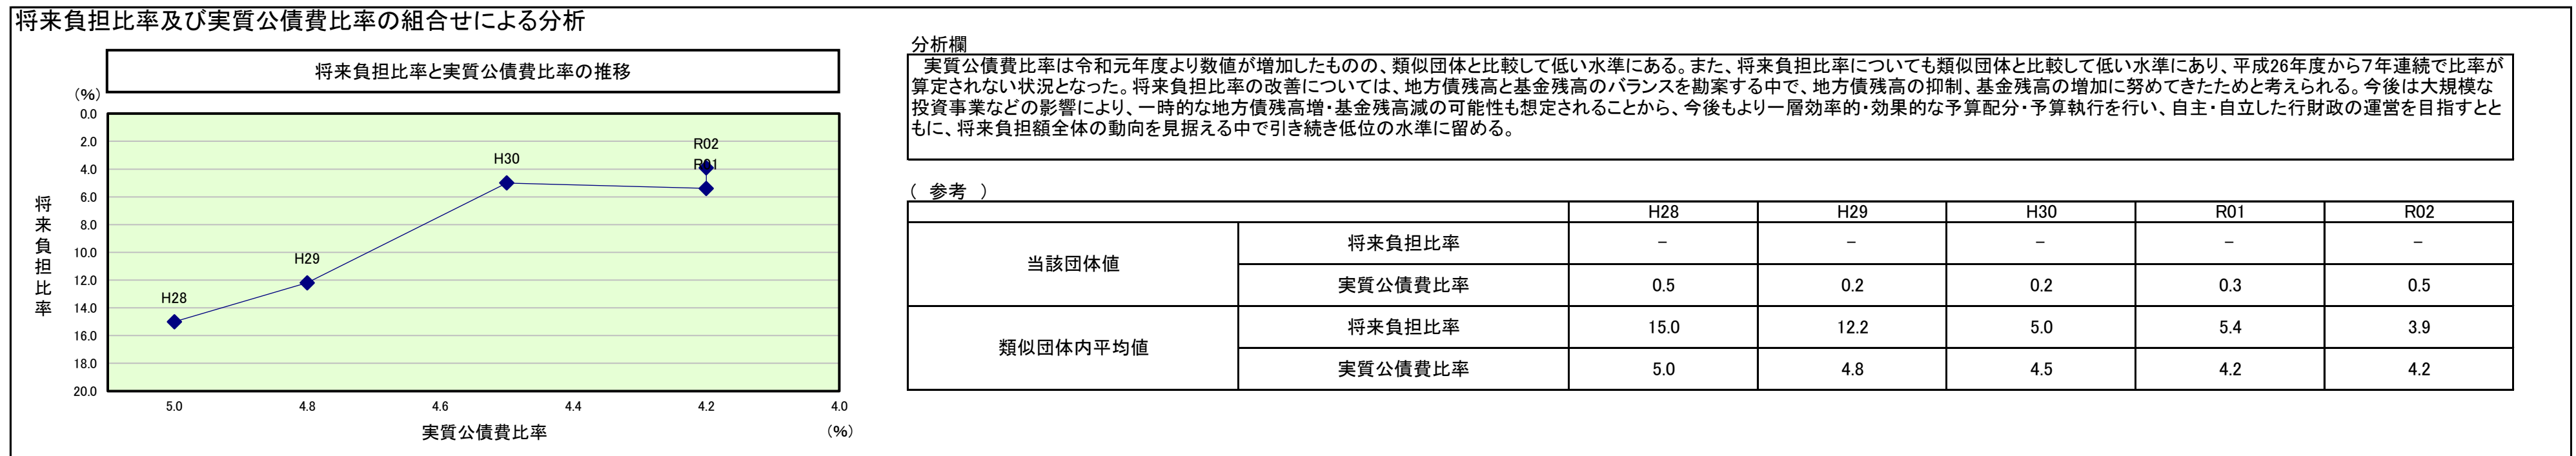 将来負担比率及び実質公債費比率の組合せによる分析
将来負担比率と実質公債費比率の推移
(%)
0.0
2.0
4.0
6.0
8.0
10.0
12.0
14.0
16.0
18.0
20.0
将来負担比率
H28
H29
H30
R02
R01
5.0 4.8 4.6 4.4 4.2 4.0
実質公債費比率
(%)
分析欄
実質公債費比率は令和元年度より数値が増加したものの、類似団体と比較して低い水準にある。また、将来負担比率についても類似団体と比較して低い水準にあり、平成26年度から7年連続で比率が
算定されない状況となった。将来負担比率の改善については、地方債残高と基金残高のバランスを勘案する中で、地方債残高の抑制、基金残高の増加に努めてきたためと考えられる。今後は大規模な
投資事業などの影響により、一時的な地方債残高増・基金残高減の可能性も想定されることから、今後もより一層効率的・効果的な予算配分・予算執行を行い、自主・自立した行財政の運営を目指すとと
もに、将来負担額全体の動向を見据える中で引き続き低位の水準に留める。
( 参考 )
H28 H29 H30 R01 R02
当該団体値
将来負担比率 － － － － －
実質公債費比率 0.5 0.2 0.2 0.3 0.5
類似団体内平均値
将来負担比率 15.0 12.2 5.0 5.4 3.9
実質公債費比率 5.0 4.8 4.5 4.2 4.2